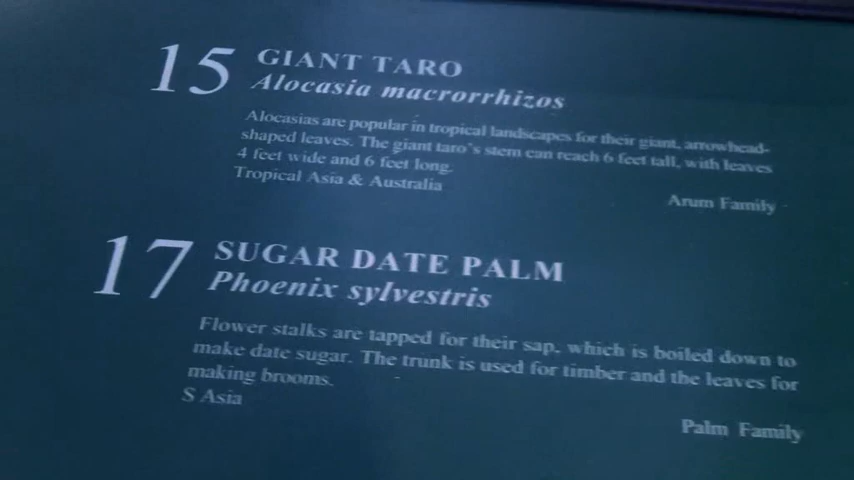 15 GIANT TARO
Alocasia macrorrhizos
Alocasias are popular in tropical landscapes for their giant, arrowhead-
shaped leaves. The giant taro's stem can reach 6 feet tall, with leaves
4 feet wide and 6 feet long.
Tropical Asia & Australia
Arum Family
17 SUGAR DATE PALM
Phoenix sylvestris
Flower stalks are tapped for their sap, which is boiled down to
make date sugar. The trunk is used for timber and the leaves for
making brooms.
S Asia
Palm Family